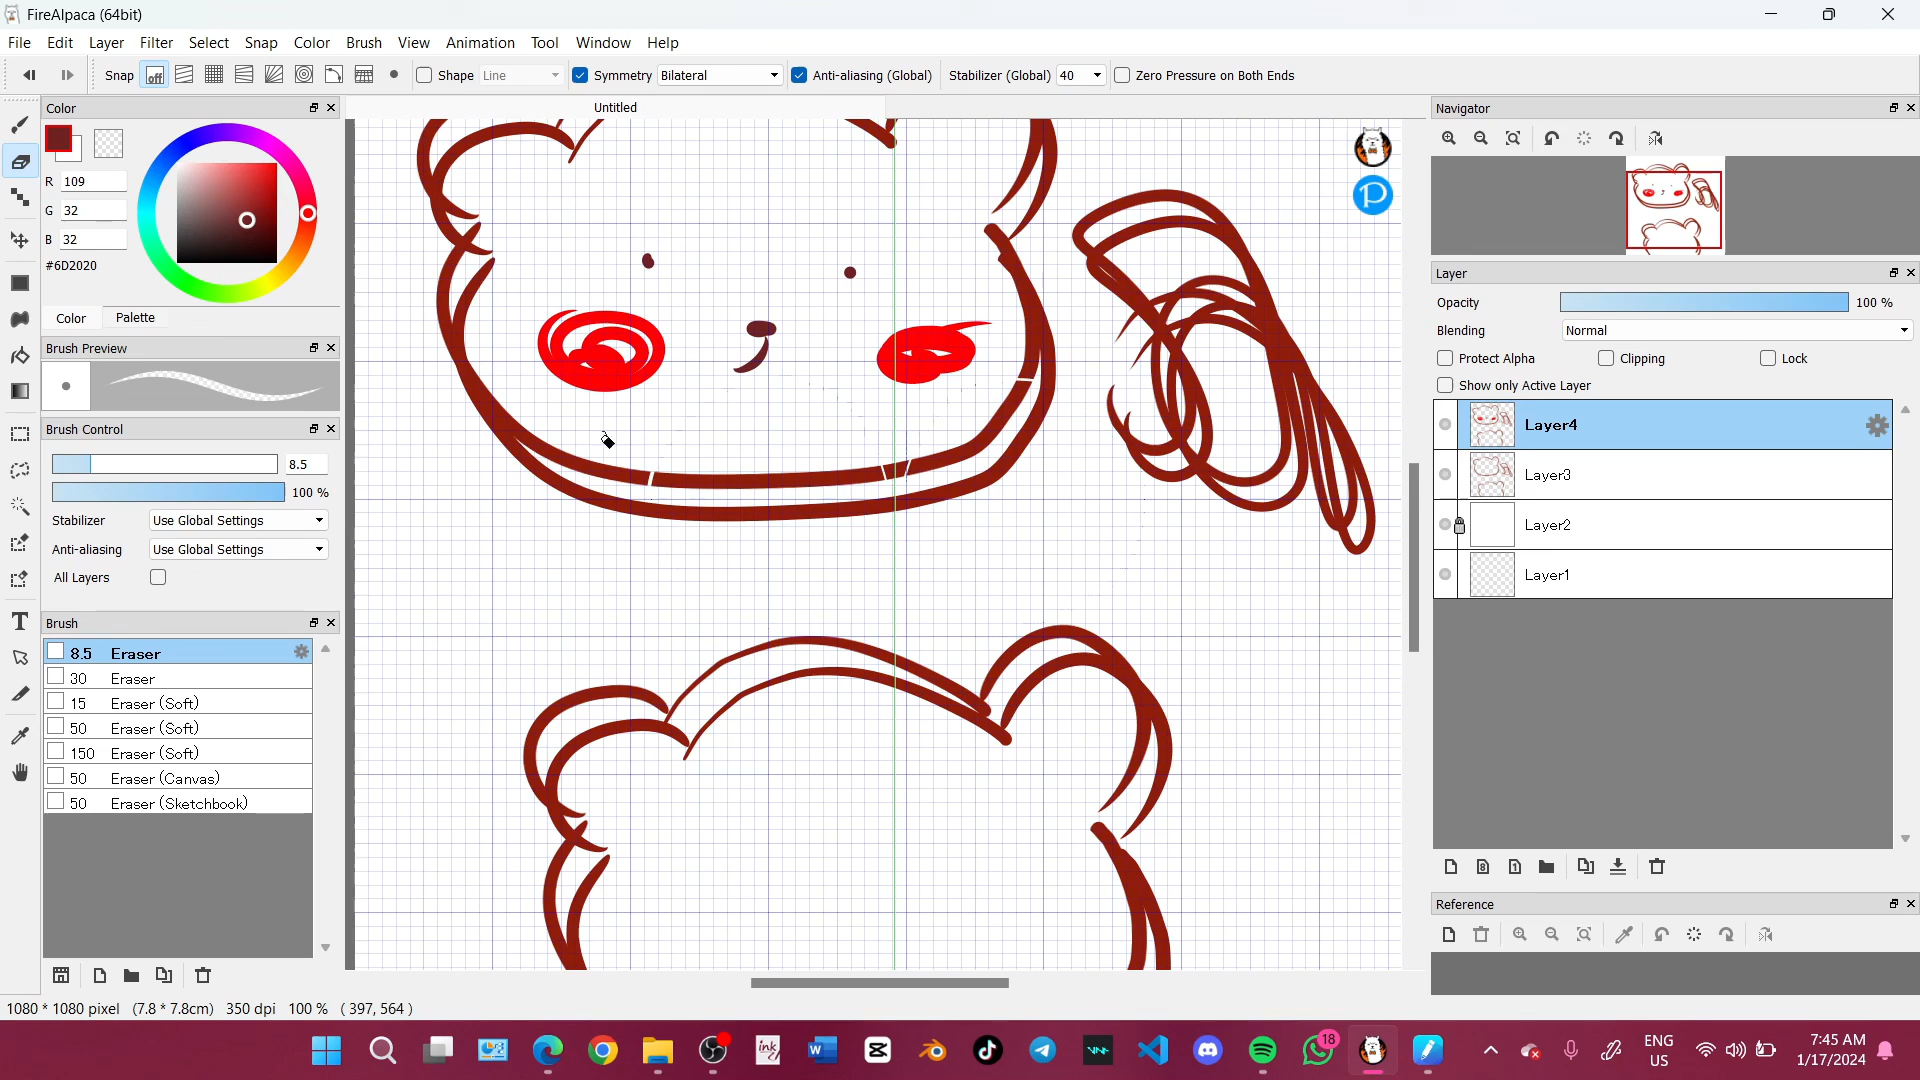 FireAlpaca (64bit)
File Edit Layer Filter Select Snap Color Brush View Animation Tool Window Help
Snap off Shape Line Symmetry Bilateral Anti-aliasing (Global) Stabilizer (Global) 40 Zero Pressure on Both Ends
Color
R 109
G 32
B 32
#6D2020
Color Palette
Brush Preview
Brush Control
8.5
100 %
Stabilizer Use Global Settings
Anti-aliasing Use Global Settings
All Layers
Brush
8.5 Eraser
30 Eraser
15 Eraser (Soft)
50 Eraser (Soft)
150 Eraser (Soft)
50 Eraser (Canvas)
50 Eraser (Sketchbook)
Untitled
P
Navigator
Layer
Opacity 100 %
Blending Normal
Protect Alpha Clipping Lock
Show only Active Layer
Layer4
Layer3
Layer2
Layer1
8 1
Reference
1080 * 1080 pixel (7.8 * 7.8cm) 350 dpi 100 % ( 397, 564 )
ink
W
18
ENG
US
7:45 AM
1/17/2024